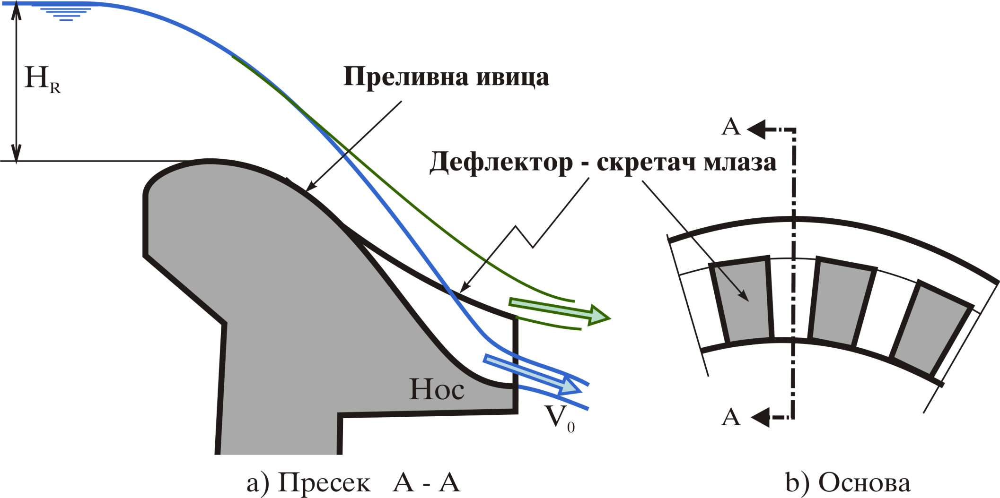 H_R
Преливна ивица
Дефлектор - скретач млаза
A
A
Нос
V_0
a) Пресек A - A
b) Основа